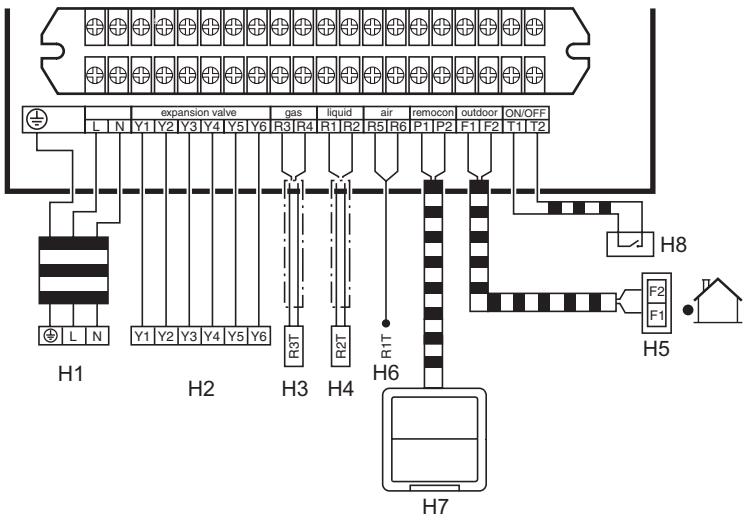 expansion valve gas liquid air remocon outdoor ON/OFF
L N Y1 Y2 Y3 Y4 Y5 Y6 R3 R4 R1 R2 R5 R6 P1 P2 F1 F2 T1 T2
H8
F2
F1
H5
L N
Y1 Y2 Y3 Y4 Y5 Y6
R3T
R2T
R1T
H1
H2
H3
H4
H6
H7